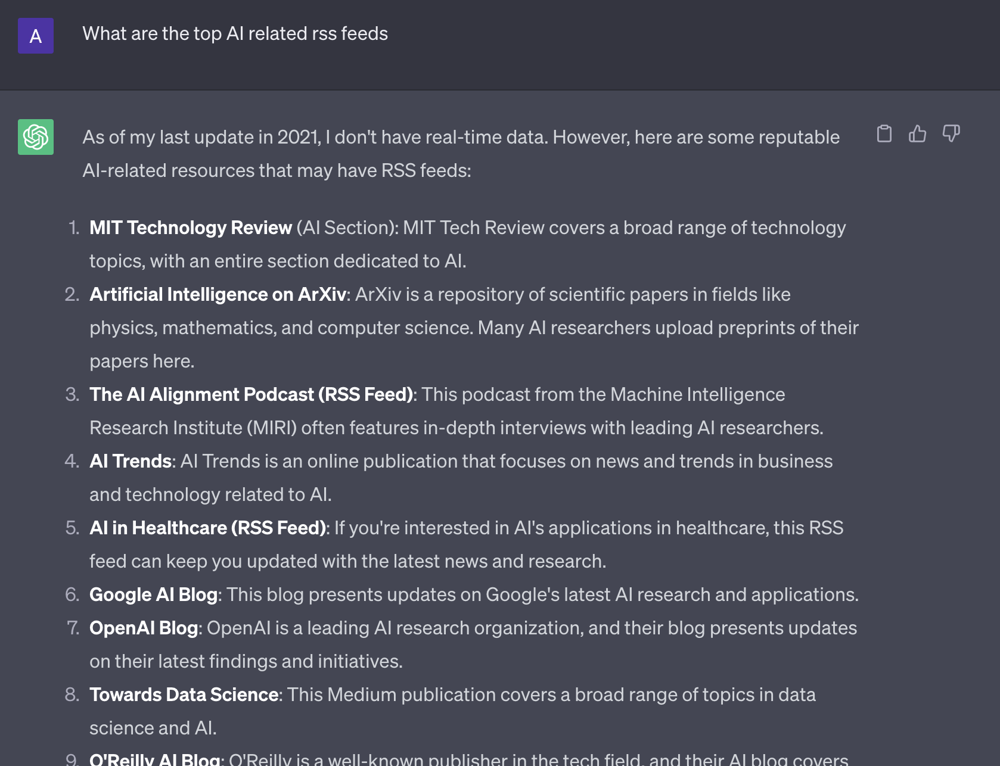 A
What are the top AI related rss feeds
As of my last update in 2021, I don't have real-time data. However, here are some reputable
AI-related resources that may have RSS feeds:
1. MIT Technology Review (AI Section): MIT Tech Review covers a broad range of technology
topics, with an entire section dedicated to AI.
2. Artificial Intelligence on ArXiv: ArXiv is a repository of scientific papers in fields like
physics, mathematics, and computer science. Many AI researchers upload preprints of their
papers here.
3. The AI Alignment Podcast (RSS Feed): This podcast from the Machine Intelligence
Research Institute (MIRI) often features in-depth interviews with leading AI researchers.
4. AI Trends: AI Trends is an online publication that focuses on news and trends in business
and technology related to AI.
5. AI in Healthcare (RSS Feed): If you're interested in AI's applications in healthcare, this RSS
feed can keep you updated with the latest news and research.
6. Google AI Blog: This blog presents updates on Google's latest AI research and applications.
7. OpenAI Blog: OpenAI is a leading AI research organization, and their blog presents updates
on their latest findings and initiatives.
8. Towards Data Science: This Medium publication covers a broad range of topics in data
science and AI.
9. O'Reilly AI Blog: O'Reilly is a well-known publisher in the tech field, and their AI blog covers